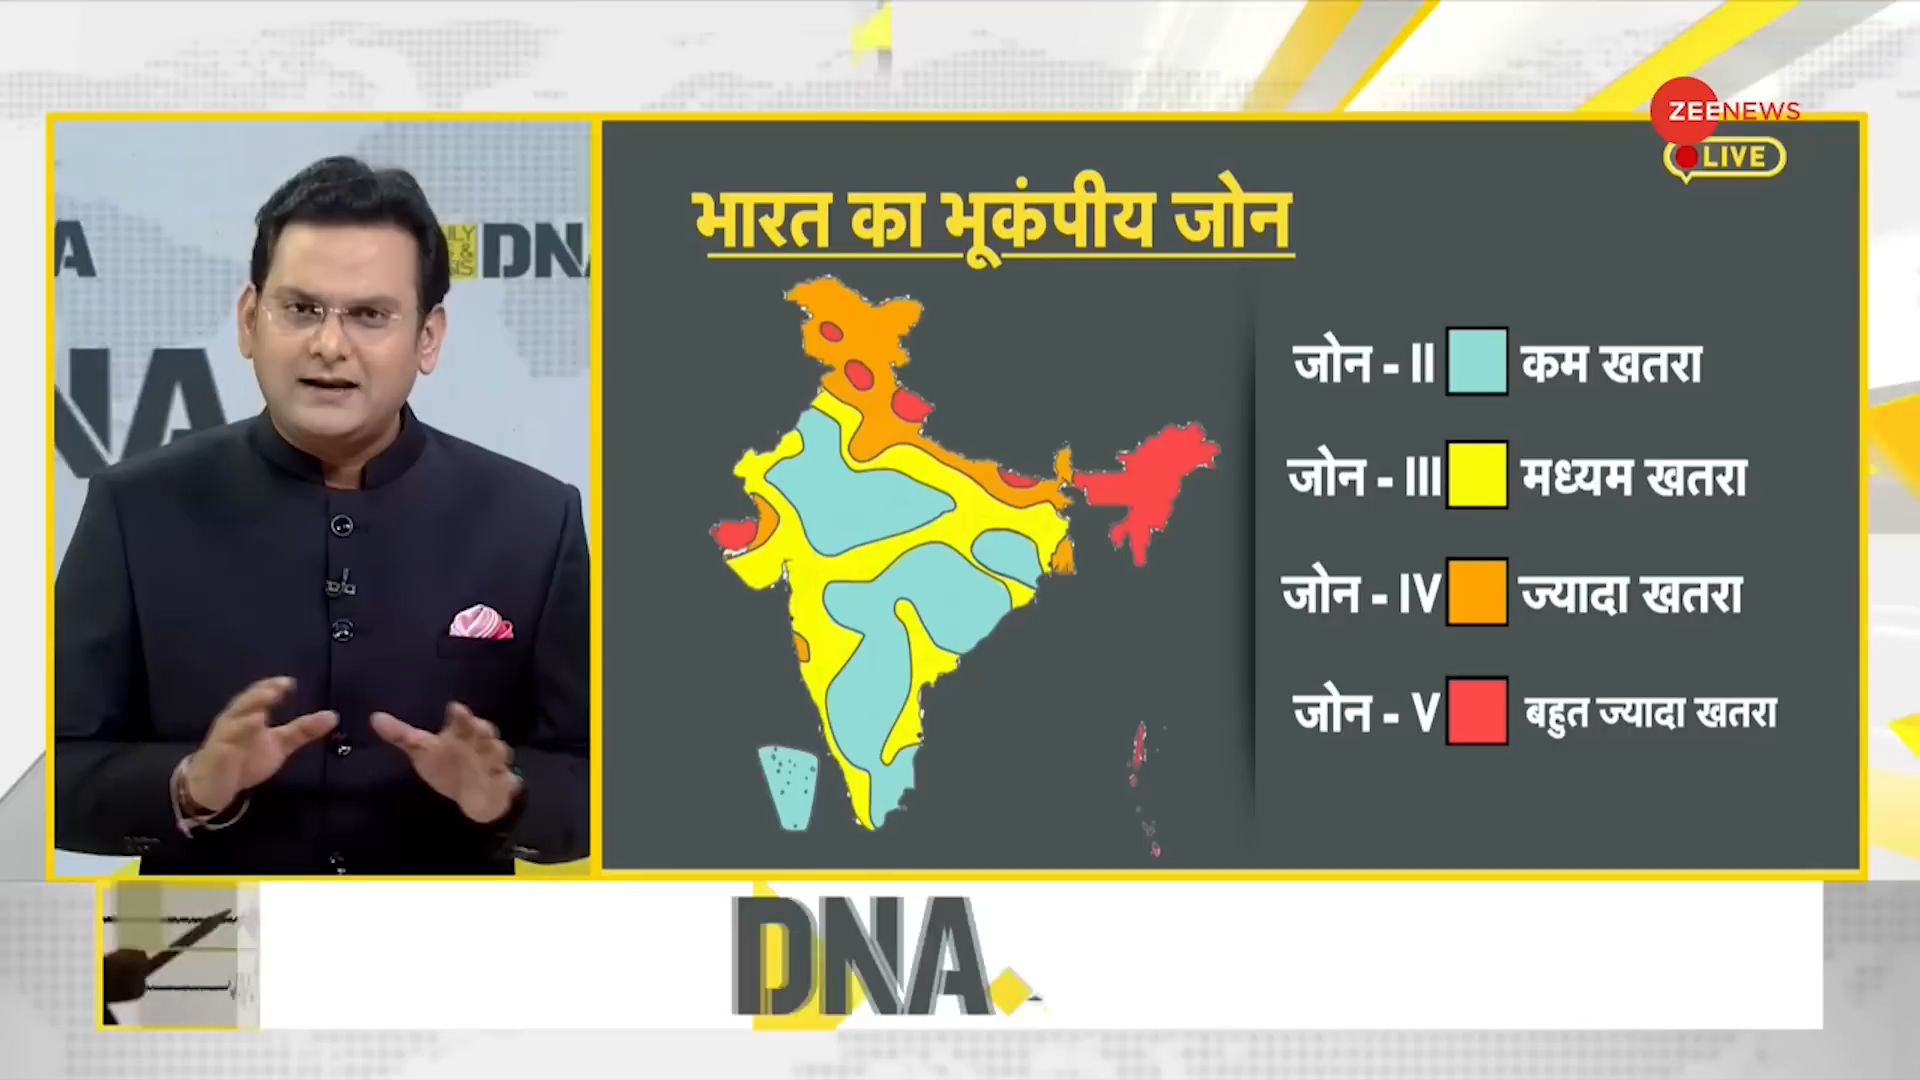 ZEENEWS
LIVE
भारत का भूकंपीय जोन
जोन - II कम खतरा
जोन - III मध्यम खतरा
जोन - IV ज्यादा खतरा
जोन - V बहुत ज्यादा खतरा
DNA